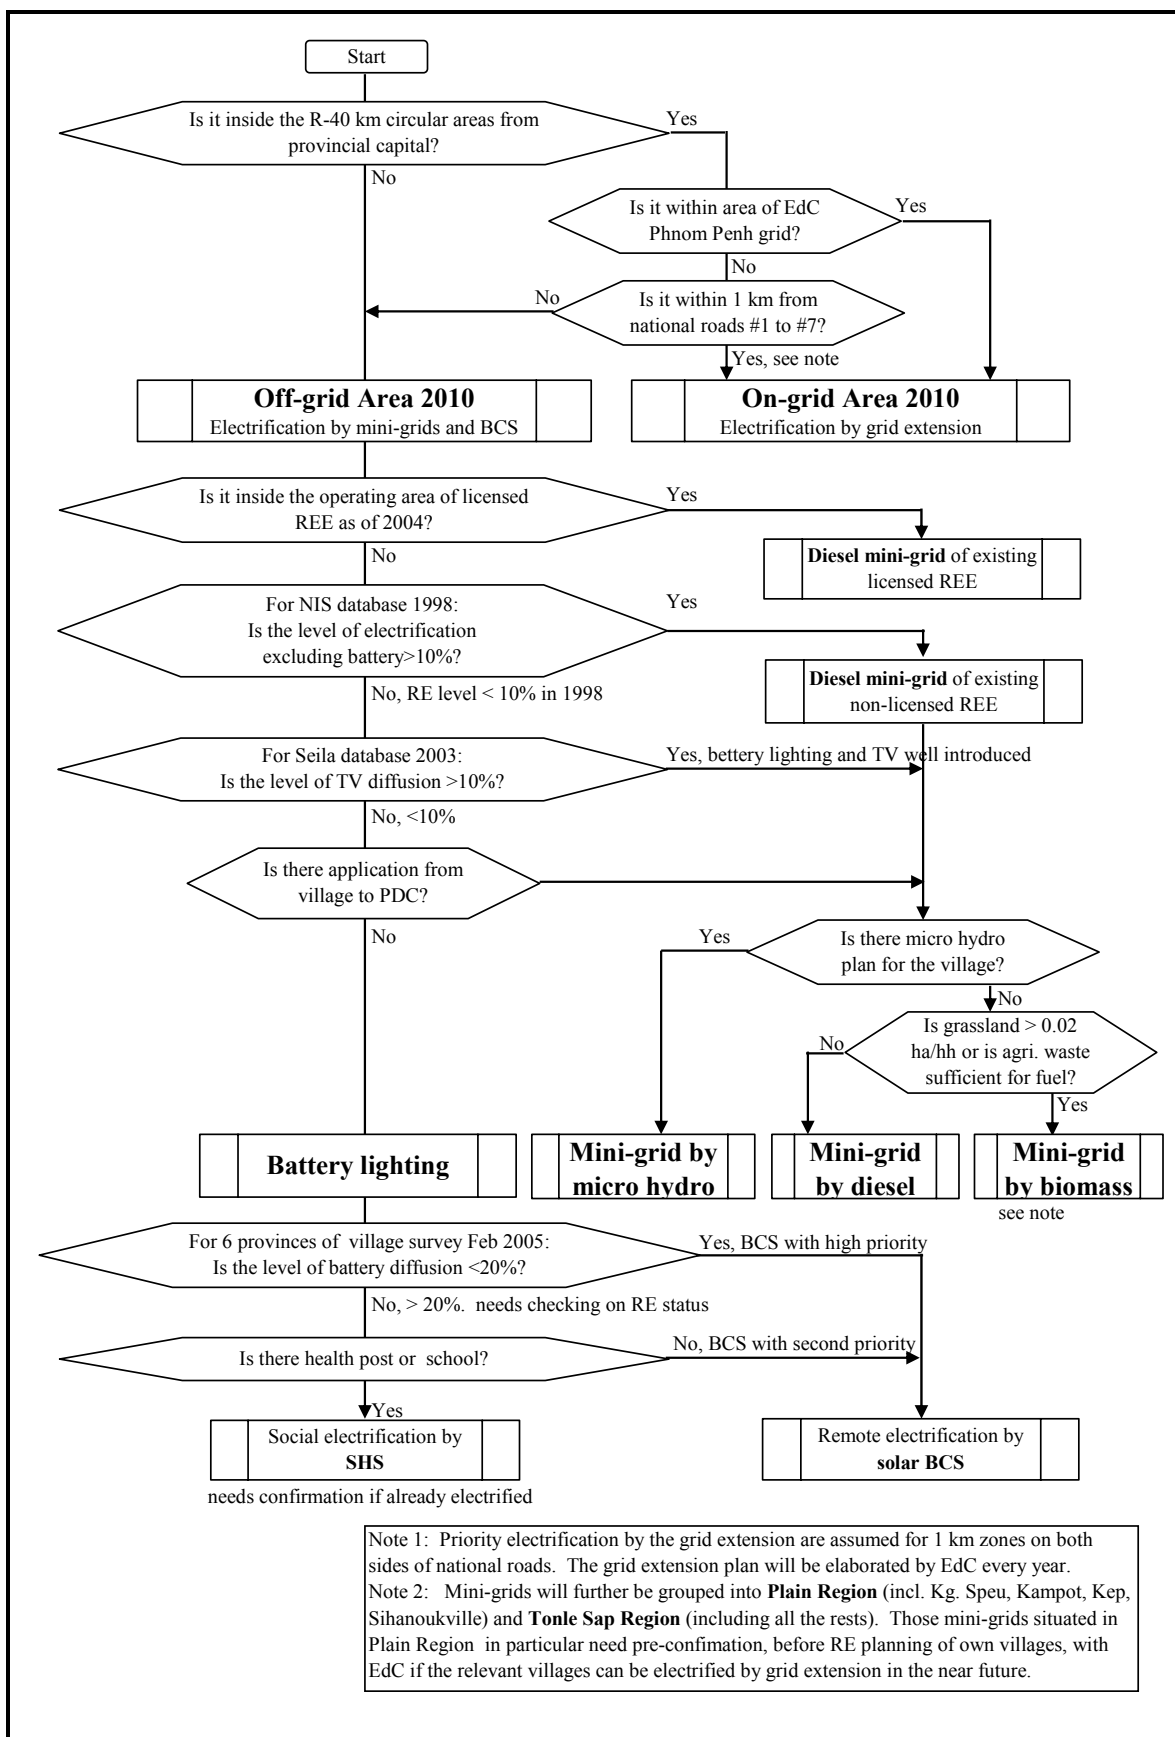 Start
Is it inside the R-40 km circular areas from
provincial capital?
Yes
No
Is it within area of EdC
Phnom Penh grid?
Yes
No
Is it within 1 km from
national roads #1 to #7?
No
Yes, see note
Off-grid Area 2010
Electrification by mini-grids and BCS
On-grid Area 2010
Electrification by grid extension
Is it inside the operating area of licensed
REE as of 2004?
Yes
No
Diesel mini-grid of existing
licensed REE
For NIS database 1998:
Is the level of electrification
excluding battery>10%?
Yes
No, RE level < 10% in 1998
Diesel mini-grid of existing
non-licensed REE
For Seila database 2003:
Is the level of TV diffusion >10%?
Yes, bettery lighting and TV well introduced
No, <10%
Is there application from
village to PDC?
No
Is there micro hydro
plan for the village?
Yes
No
Is grassland > 0.02
ha/hh or is agri. waste
sufficient for fuel?
No
Yes
Battery lighting
Mini-grid by
micro hydro
Mini-grid
by diesel
Mini-grid
by biomass
see note
For 6 provinces of village survey Feb 2005:
Is the level of battery diffusion <20%?
Yes, BCS with high priority
No, > 20%. needs checking on RE status
Is there health post or school?
No, BCS with second priority
Yes
Social electrification by
SHS
needs confirmation if already electrified
Remote electrification by
solar BCS
Note 1: Priority electrification by the grid extension are assumed for 1 km zones on both
sides of national roads. The grid extension plan will be elaborated by EdC every year.
Note 2: Mini-grids will further be grouped into Plain Region (incl. Kg. Speu, Kampot, Kep,
Sihanoukville) and Tonle Sap Region (including all the rests). Those mini-grids situated in
Plain Region in particular need pre-confimation, before RE planning of own villages, with
EdC if the relevant villages can be electrified by grid extension in the near future.